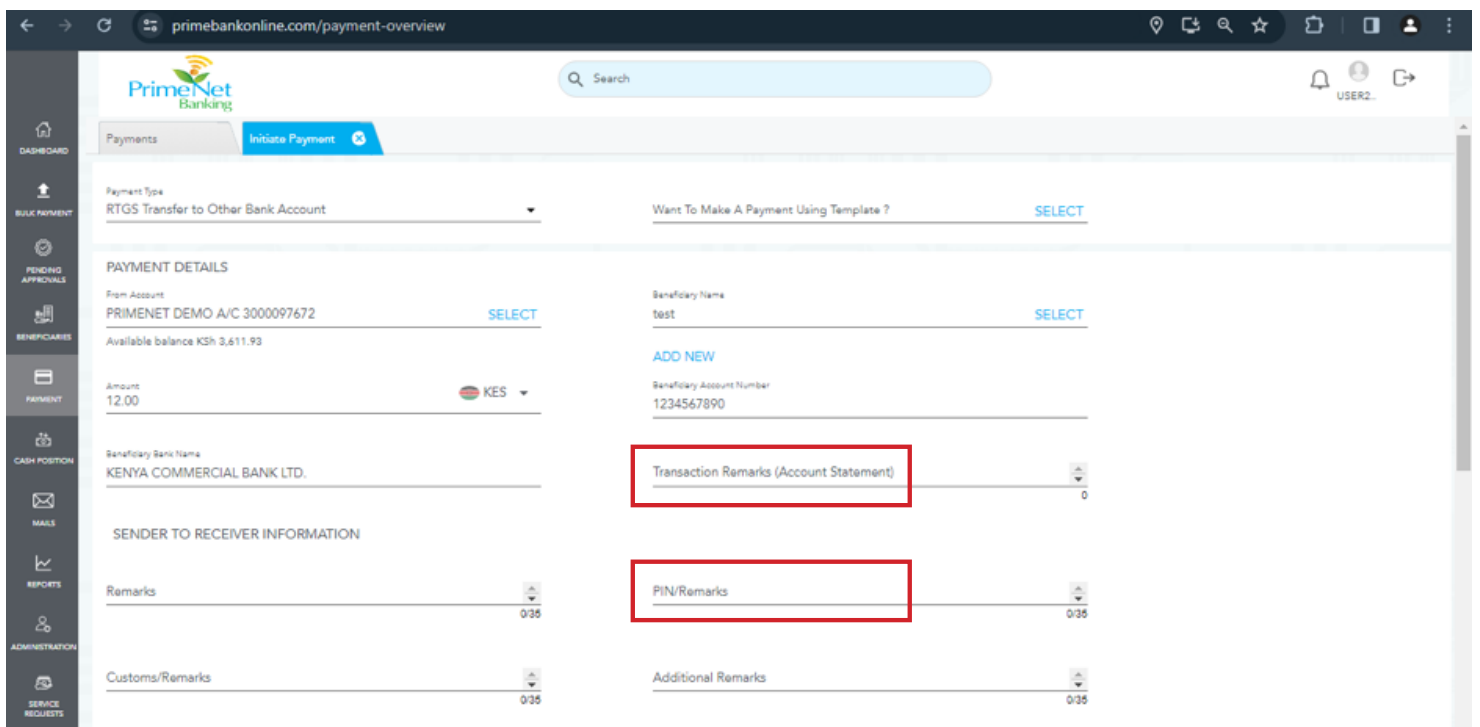 primebankonline.com/payment-overview
PrimeNet
Banking
Search
USER2..
DASHBOARD
BULK PAYMENT
PENDING
APPROVALS
BENEFICIARIES
PAYMENT
CASH POSITION
MAILS
REPORTS
ADMINISTRATION
SERVICE
REQUESTS
Payments
Initiate Payment
Payment Type
RTGS Transfer to Other Bank Account
Want To Make A Payment Using Template ?
SELECT
PAYMENT DETAILS
From Account
PRIMENET DEMO A/C 3000097672
SELECT
Beneficiary Name
test
SELECT
Available balance KSh 3,611.93
ADD NEW
Amount
12.00
KES
Beneficiary Account Number
1234567890
Beneficiary Bank Name
KENYA COMMERCIAL BANK LTD.
Transaction Remarks (Account Statement)
0
SENDER TO RECEIVER INFORMATION
Remarks
0/35
PIN/Remarks
0/35
Customs/Remarks
0/35
Additional Remarks
0/35